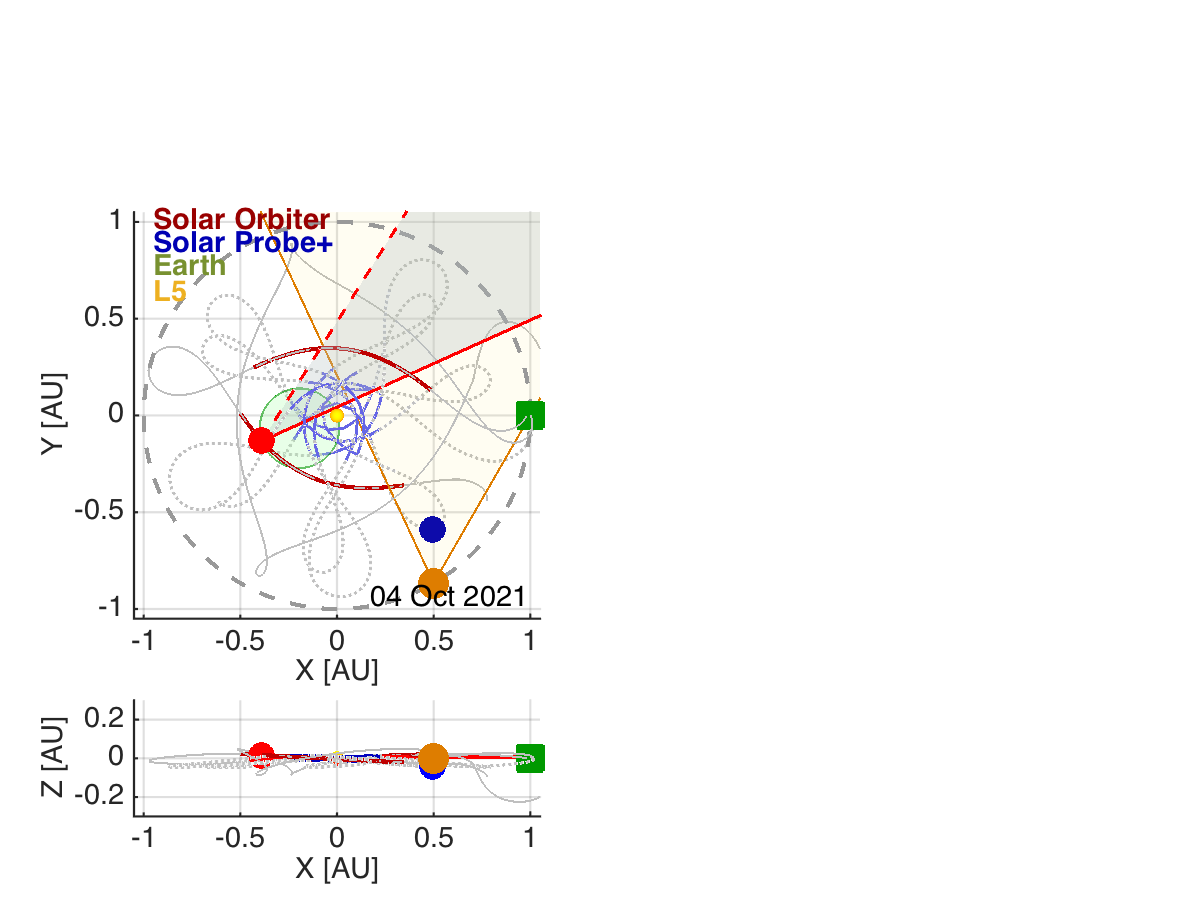 Solar Orbiter
Solar Probe+
Earth
L5
1
0.5
0
-0.5
-1
Y [AU]
04 Oct 2021
-1 -0.5 0 0.5 1
X [AU]
0.2
0
-0.2
Z [AU]
-1 -0.5 0 0.5 1
X [AU]